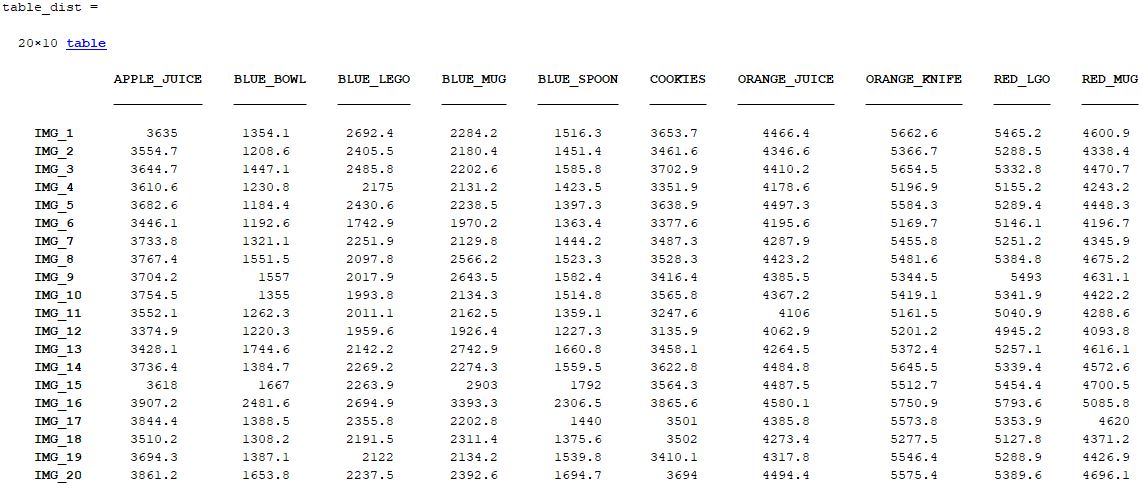 table_dist =
20×10 table
APPLE_JUICE BLUE_BOWL BLUE_LEGO BLUE_MUG BLUE_SPOON COOKIES ORANGE_JUICE ORANGE_KNIFE RED_LGO RED_MUG
IMG_1 3635 1354.1 2692.4 2284.2 1516.3 3653.7 4466.4 5662.6 5465.2 4600.9
IMG_2 3554.7 1208.6 2405.5 2180.4 1451.4 3461.6 4346.6 5366.7 5288.5 4338.4
IMG_3 3644.7 1447.1 2485.8 2202.6 1585.8 3702.9 4410.2 5654.5 5332.8 4470.7
IMG_4 3610.6 1230.8 2175 2131.2 1423.5 3351.9 4178.6 5196.9 5155.2 4243.2
IMG_5 3682.6 1184.4 2430.6 2238.5 1397.3 3638.9 4497.3 5584.3 5289.4 4448.3
IMG_6 3446.1 1192.6 1742.9 1970.2 1363.4 3377.6 4195.6 5169.7 5146.1 4196.7
IMG_7 3733.8 1321.1 2251.9 2129.8 1444.2 3487.3 4287.9 5455.8 5251.2 4345.9
IMG_8 3767.4 1551.5 2097.8 2566.2 1523.3 3528.3 4423.2 5481.6 5384.8 4675.2
IMG_9 3704.2 1557 2017.9 2643.5 1582.4 3416.4 4385.5 5344.5 5493 4631.1
IMG_10 3754.5 1355 1993.8 2134.3 1514.8 3565.8 4367.2 5419.1 5341.9 4422.2
IMG_11 3552.1 1262.3 2011.1 2162.5 1359.1 3247.6 4106 5161.5 5040.9 4288.6
IMG_12 3374.9 1220.3 1959.6 1926.4 1227.3 3135.9 4062.9 5201.2 4945.2 4093.8
IMG_13 3428.1 1744.6 2142.2 2742.9 1660.8 3458.1 4264.5 5372.4 5257.1 4616.1
IMG_14 3736.4 1384.7 2269.2 2274.3 1559.5 3622.8 4484.8 5645.5 5339.4 4572.6
IMG_15 3618 1667 2263.9 2903 1792 3564.3 4487.5 5512.7 5454.4 4700.5
IMG_16 3907.2 2481.6 2694.9 3393.3 2306.5 3865.6 4580.1 5750.9 5793.6 5085.8
IMG_17 3844.4 1388.5 2355.8 2202.8 1440 3501 4385.8 5573.8 5353.9 4620
IMG_18 3510.2 1308.2 2191.5 2311.4 1375.6 3502 4273.4 5277.5 5127.8 4371.2
IMG_19 3694.3 1387.1 2122 2134.2 1539.8 3410.1 4317.8 5546.4 5288.9 4426.9
IMG_20 3861.2 1653.8 2237.5 2392.6 1694.7 3694 4494.4 5575.4 5389.6 4696.1